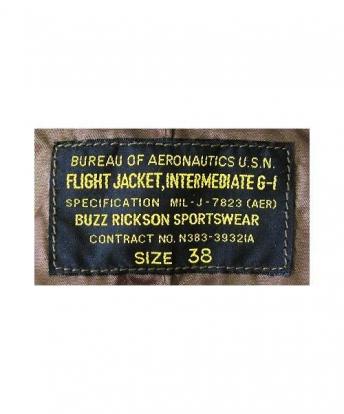 BUREAU OF AERONAUTICS U.S.N.
FLIGHT JACKET, INTERMEDIATE G-1
SPECIFICATION MIL-J-7823 (AER)
BUZZ RICKSON SPORTSWEAR
CONTRACT NO. N383-39321A
SIZE 38